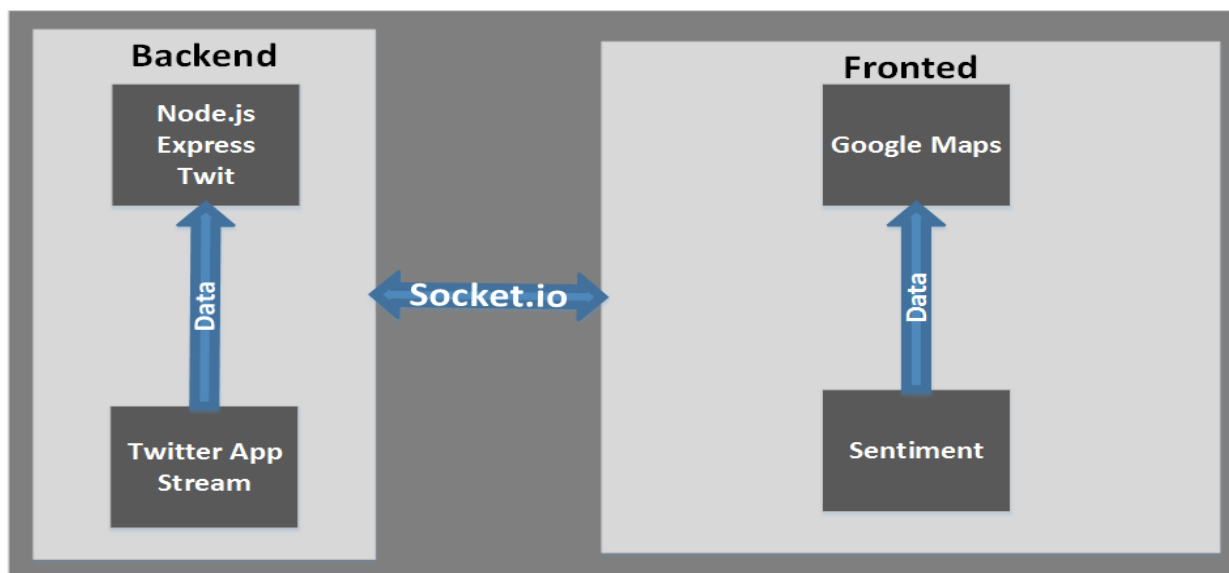 Backend
Node.js
Express
Twit
Data
Twitter App
Stream
Socket.io
Fronted
Google Maps
Data
Sentiment